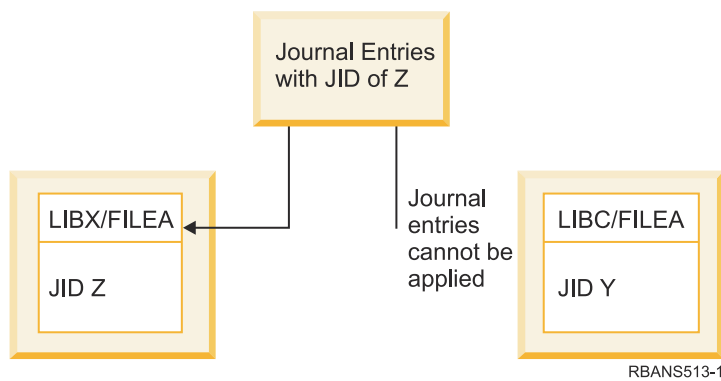 Journal Entries
with JID of Z
LIBX/FILEA
JID Z
Journal
entries
cannot be
applied
LIBC/FILEA
JID Y
RBANS513-1